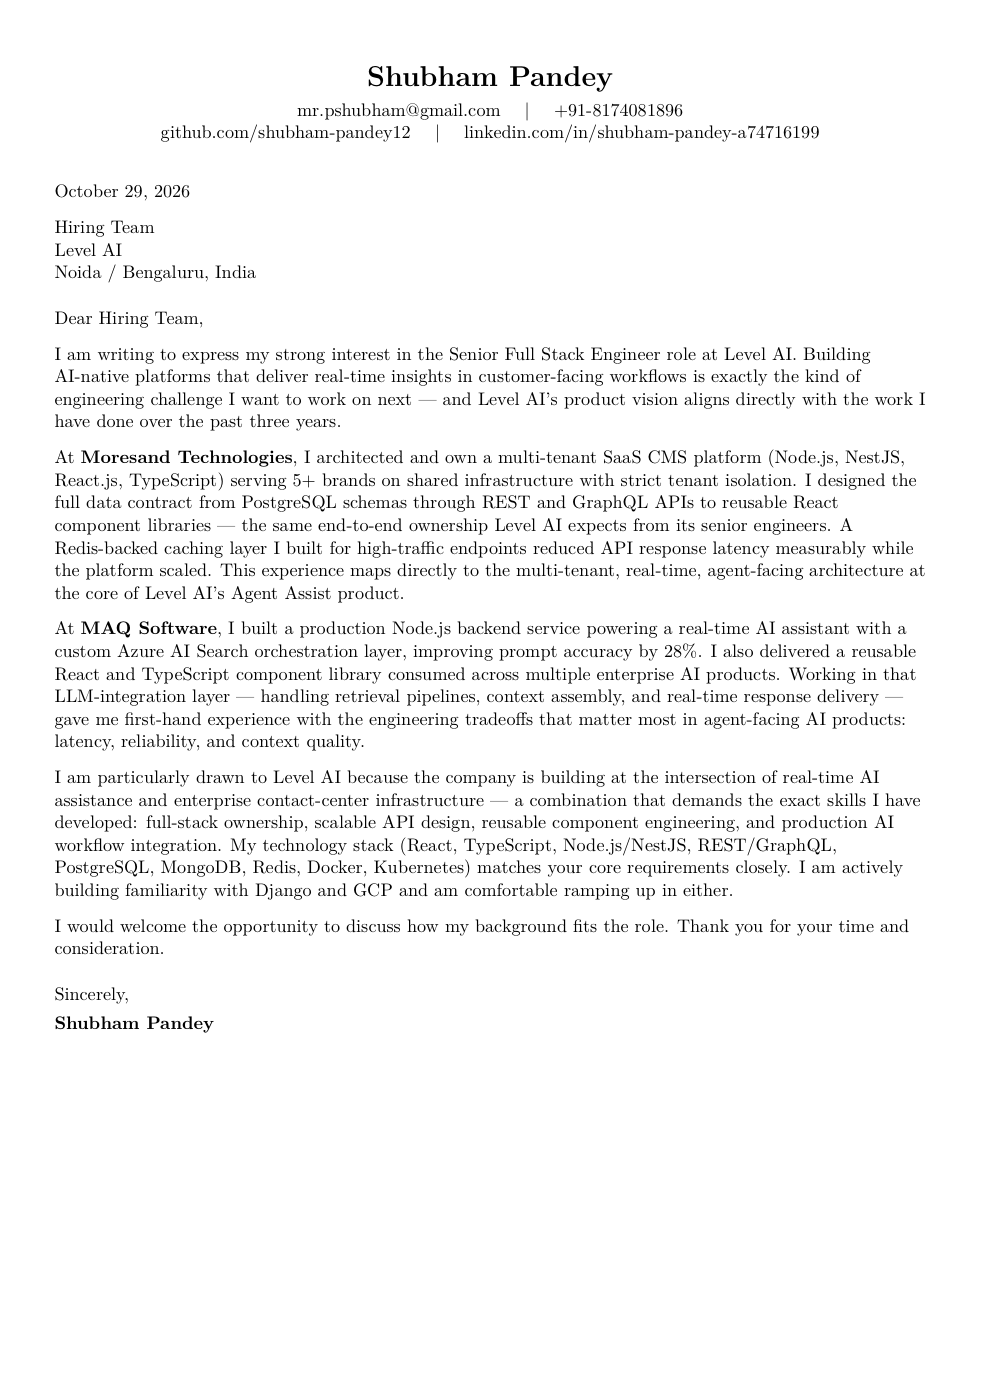 Shubham Pandey
mr.pshubham@gmail.com | +91-8174081896
github.com/shubham-pandey12 | linkedin.com/in/shubham-pandey-a74716199
October 29, 2026
Hiring Team
Level AI
Noida / Bengaluru, India
Dear Hiring Team,
I am writing to express my strong interest in the Senior Full Stack Engineer role at Level AI. Building
AI-native platforms that deliver real-time insights in customer-facing workflows is exactly the kind of
engineering challenge I want to work on next — and Level AI's product vision aligns directly with the work I
have done over the past three years.
At Moresand Technologies, I architected and own a multi-tenant SaaS CMS platform (Node.js, NestJS,
React.js, TypeScript) serving 5+ brands on shared infrastructure with strict tenant isolation. I designed the
full data contract from PostgreSQL schemas through REST and GraphQL APIs to reusable React
component libraries — the same end-to-end ownership Level AI expects from its senior engineers. A
Redis-backed caching layer I built for high-traffic endpoints reduced API response latency measurably while
the platform scaled. This experience maps directly to the multi-tenant, real-time, agent-facing architecture at
the core of Level AI's Agent Assist product.
At MAQ Software, I built a production Node.js backend service powering a real-time AI assistant with a
custom Azure AI Search orchestration layer, improving prompt accuracy by 28%. I also delivered a reusable
React and TypeScript component library consumed across multiple enterprise AI products. Working in that
LLM-integration layer — handling retrieval pipelines, context assembly, and real-time response delivery —
gave me first-hand experience with the engineering tradeoffs that matter most in agent-facing AI products:
latency, reliability, and context quality.
I am particularly drawn to Level AI because the company is building at the intersection of real-time AI
assistance and enterprise contact-center infrastructure — a combination that demands the exact skills I have
developed: full-stack ownership, scalable API design, reusable component engineering, and production AI
workflow integration. My technology stack (React, TypeScript, Node.js/NestJS, REST/GraphQL,
PostgreSQL, MongoDB, Redis, Docker, Kubernetes) matches your core requirements closely. I am actively
building familiarity with Django and GCP and am comfortable ramping up in either.
I would welcome the opportunity to discuss how my background fits the role. Thank you for your time and
consideration.
Sincerely,
Shubham Pandey